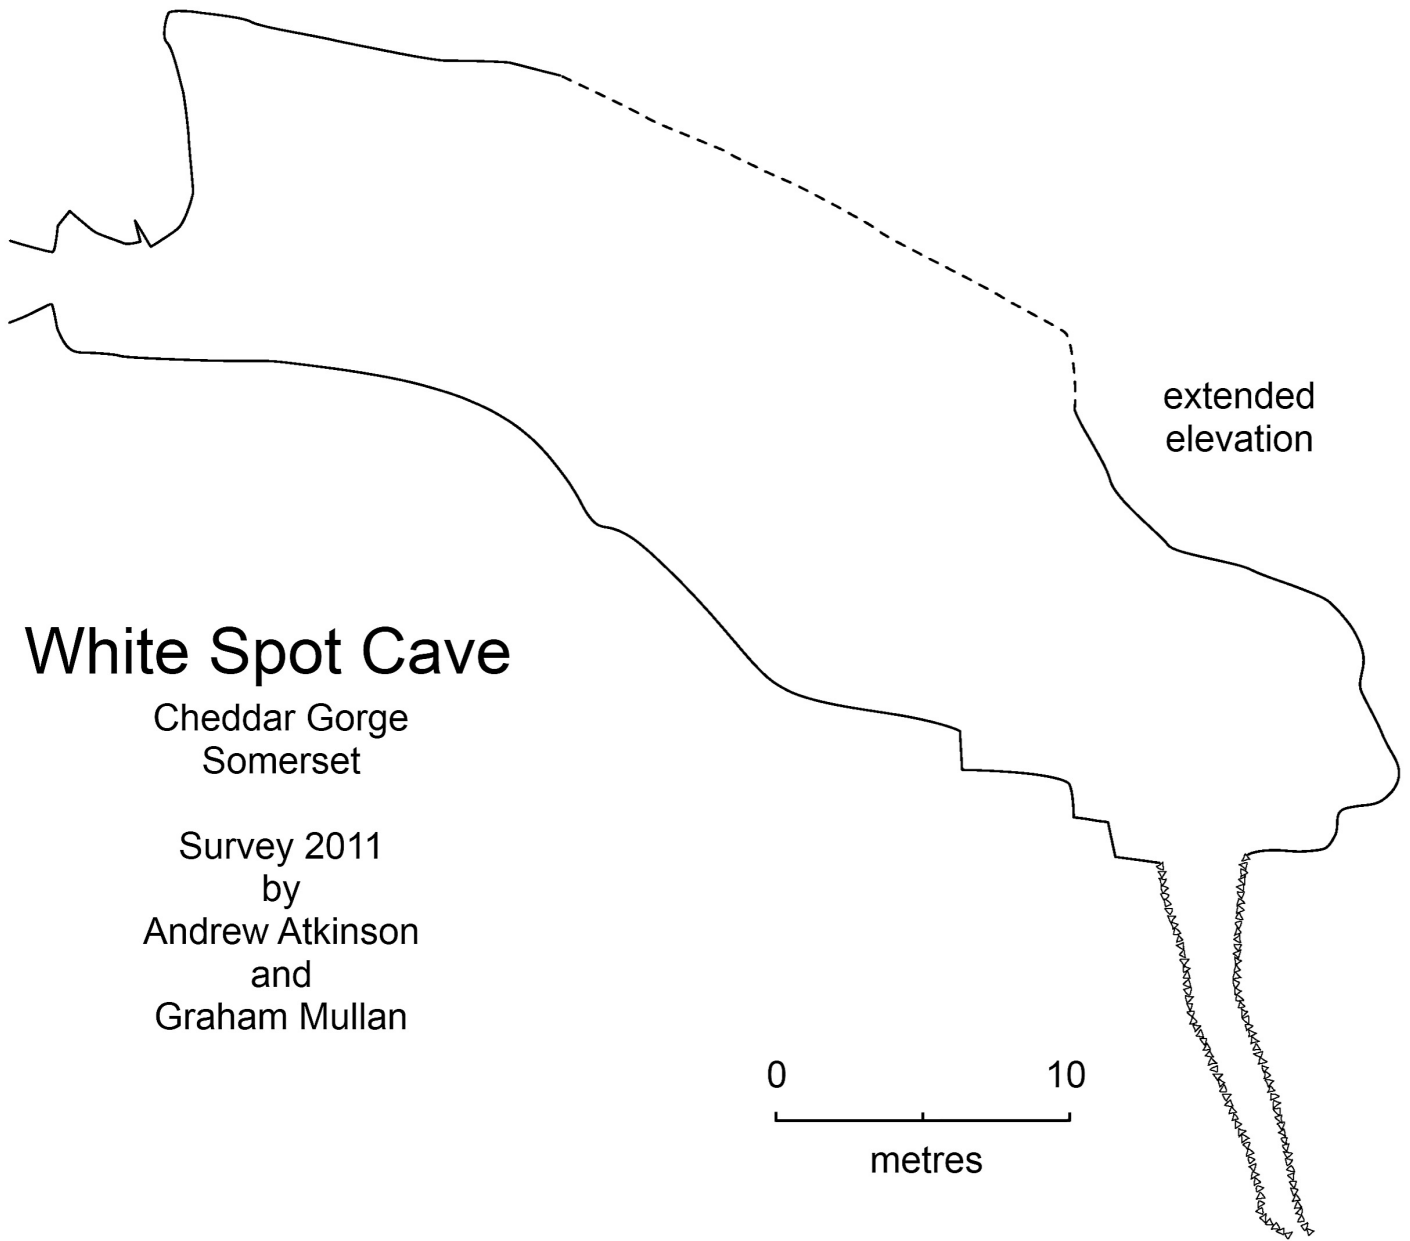 extended
elevation
White Spot Cave
Cheddar Gorge
Somerset
Survey 2011
by
Andrew Atkinson
and
Graham Mullan
0 10
metres